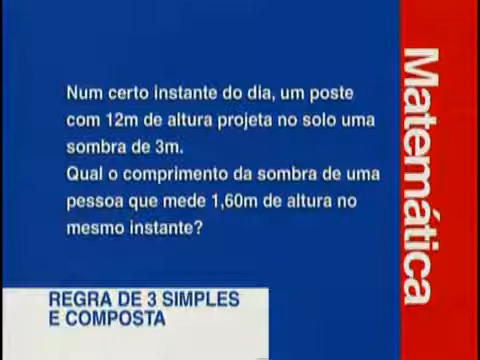 Num certo instante do dia, um poste
com 12m de altura projeta no solo uma
sombra de 3m.
Qual o comprimento da sombra de uma
pessoa que mede 1,60m de altura no
mesmo instante?
REGRA DE 3 SIMPLES
E COMPOSTA
Matemática